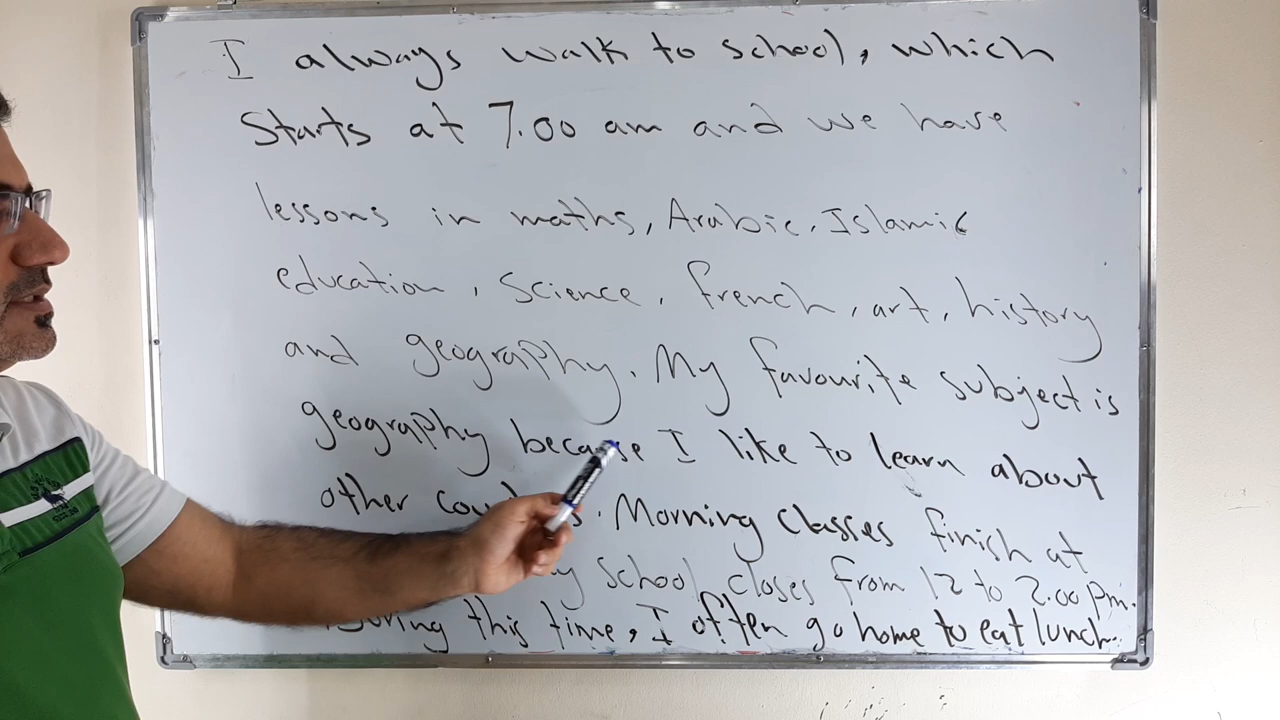 I always walk to school, which
Starts at 7.00 am and we have
lessons in maths, Arabic, Islamic
education, Science, french, art, history
and geography. My favourite subject is
geography because I like to learn about
other . Morning classes finish at
school closes from 12 to 2.00 pm.
During this time, I often go home to eat lunch.